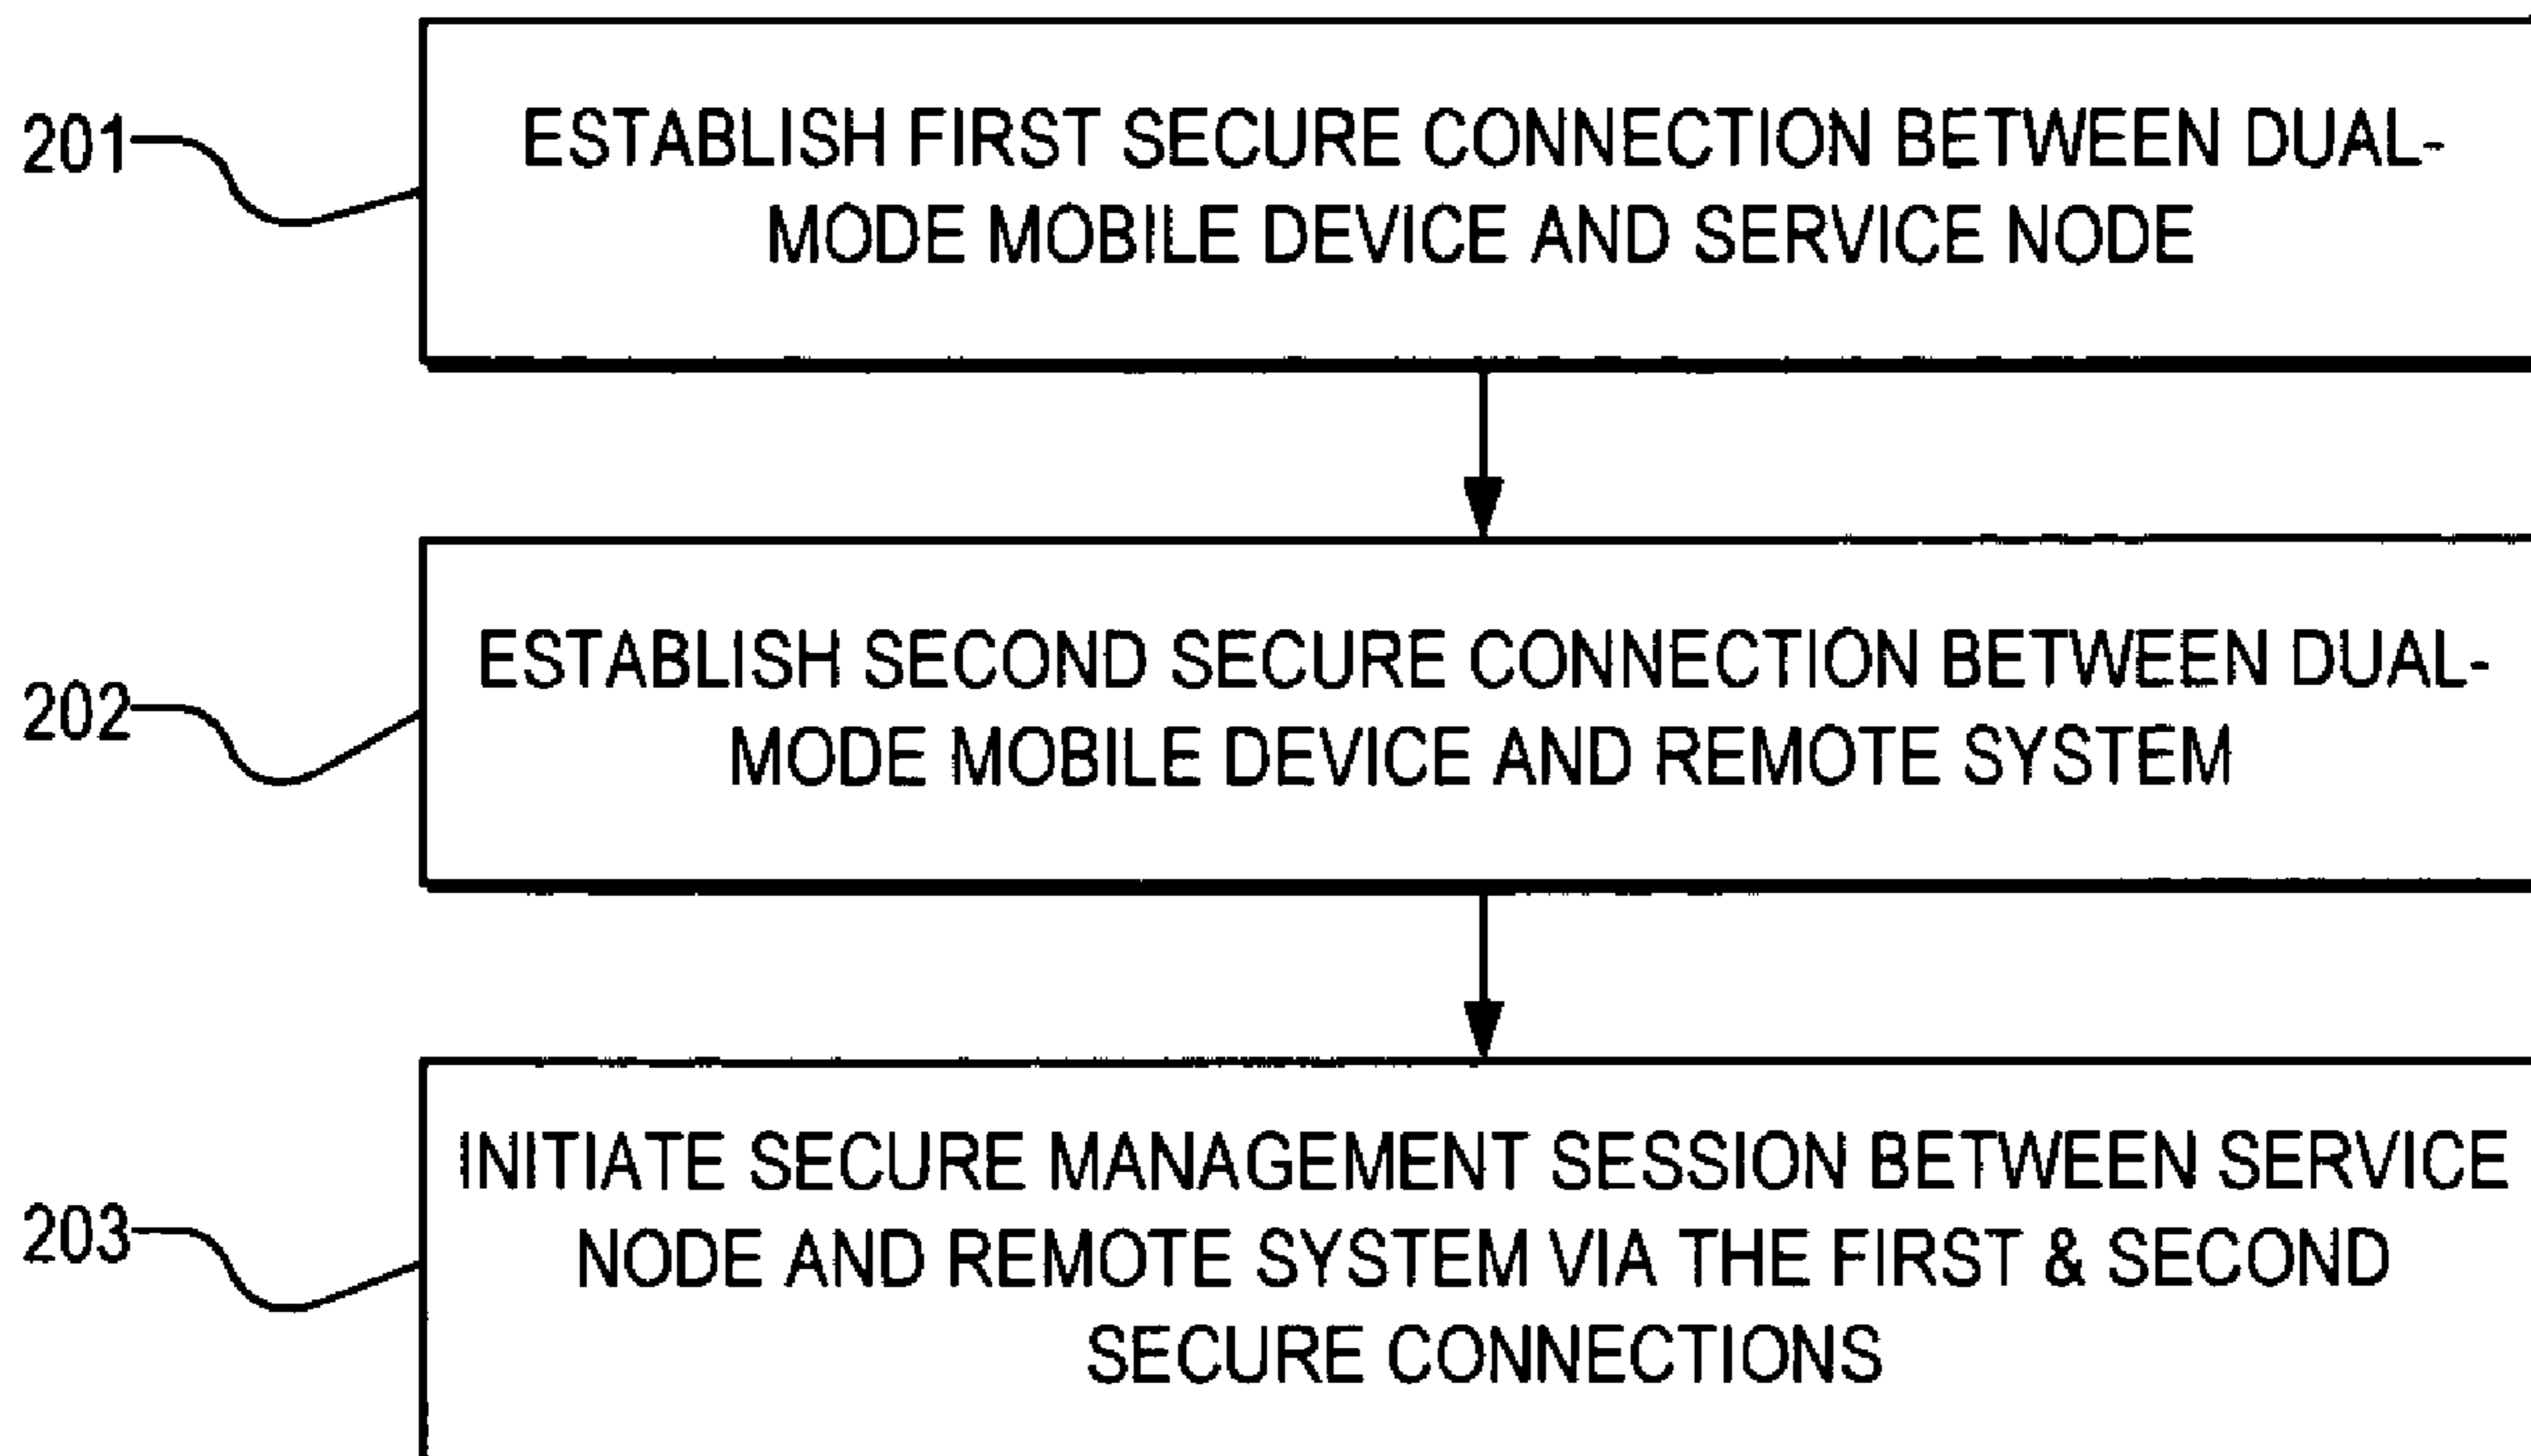 201
ESTABLISH FIRST SECURE CONNECTION BETWEEN DUAL-
MODE MOBILE DEVICE AND SERVICE NODE
202
ESTABLISH SECOND SECURE CONNECTION BETWEEN DUAL-
MODE MOBILE DEVICE AND REMOTE SYSTEM
203
INITIATE SECURE MANAGEMENT SESSION BETWEEN SERVICE
NODE AND REMOTE SYSTEM VIA THE FIRST & SECOND
SECURE CONNECTIONS